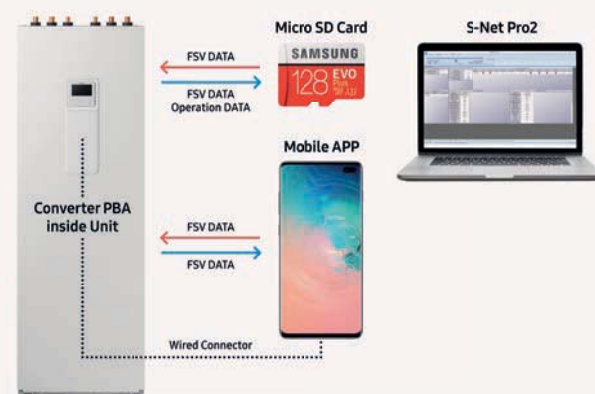 Micro SD Card
S-Net Pro2
FSV DATA
SAMSUNG
128 EVO
Plus
FSV DATA
Operation DATA
Mobile APP
Converter PBA
inside Unit
FSV DATA
FSV DATA
Wired Connector